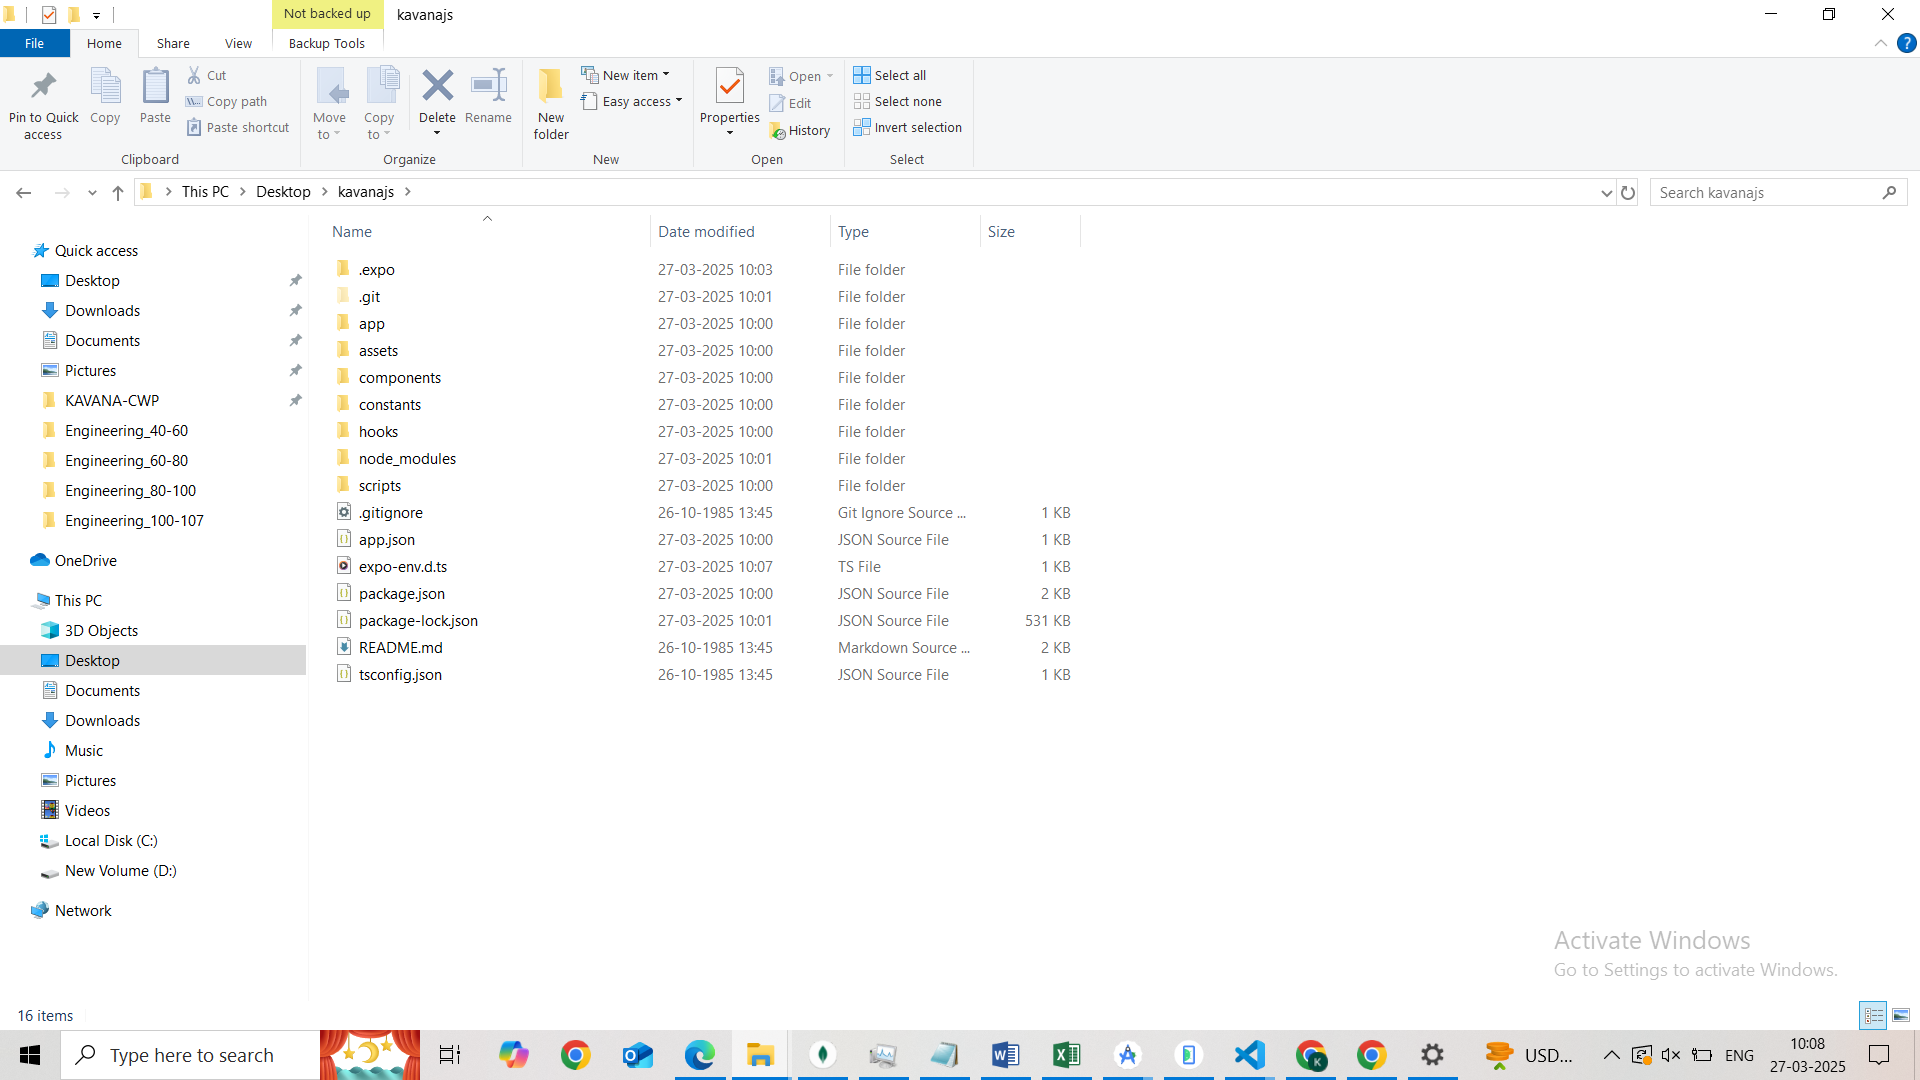 Not backed up
kavanajs
File
Home
Share
View
Backup Tools
Pin to Quick access
Copy
Paste
Cut
Copy path
Paste shortcut
Clipboard
Move to
Copy to
Delete
Rename
Organize
New folder
New item
Easy access
New
Properties
Open
Edit
History
Open
Select all
Select none
Invert selection
Select
This PC > Desktop > kavanajs >
Search kavanajs
Quick access
Desktop
Downloads
Documents
Pictures
KAVANA-CWP
Engineering_40-60
Engineering_60-80
Engineering_80-100
Engineering_100-107
OneDrive
This PC
3D Objects
Desktop
Documents
Downloads
Music
Pictures
Videos
Local Disk (C:)
New Volume (D:)
Network
Name Date modified Type Size
.expo 27-03-2025 10:03 File folder
.git 27-03-2025 10:01 File folder
app 27-03-2025 10:00 File folder
assets 27-03-2025 10:00 File folder
components 27-03-2025 10:00 File folder
constants 27-03-2025 10:00 File folder
hooks 27-03-2025 10:00 File folder
node_modules 27-03-2025 10:01 File folder
scripts 27-03-2025 10:00 File folder
.gitignore 26-10-1985 13:45 Git Ignore Source ... 1 KB
app.json 27-03-2025 10:00 JSON Source File 1 KB
expo-env.d.ts 27-03-2025 10:07 TS File 1 KB
package.json 27-03-2025 10:00 JSON Source File 2 KB
package-lock.json 27-03-2025 10:01 JSON Source File 531 KB
README.md 26-10-1985 13:45 Markdown Source ... 2 KB
tsconfig.json 26-10-1985 13:45 JSON Source File 1 KB
Activate Windows
Go to Settings to activate Windows.
16 items
Type here to search
USD...
ENG
10:08
27-03-2025